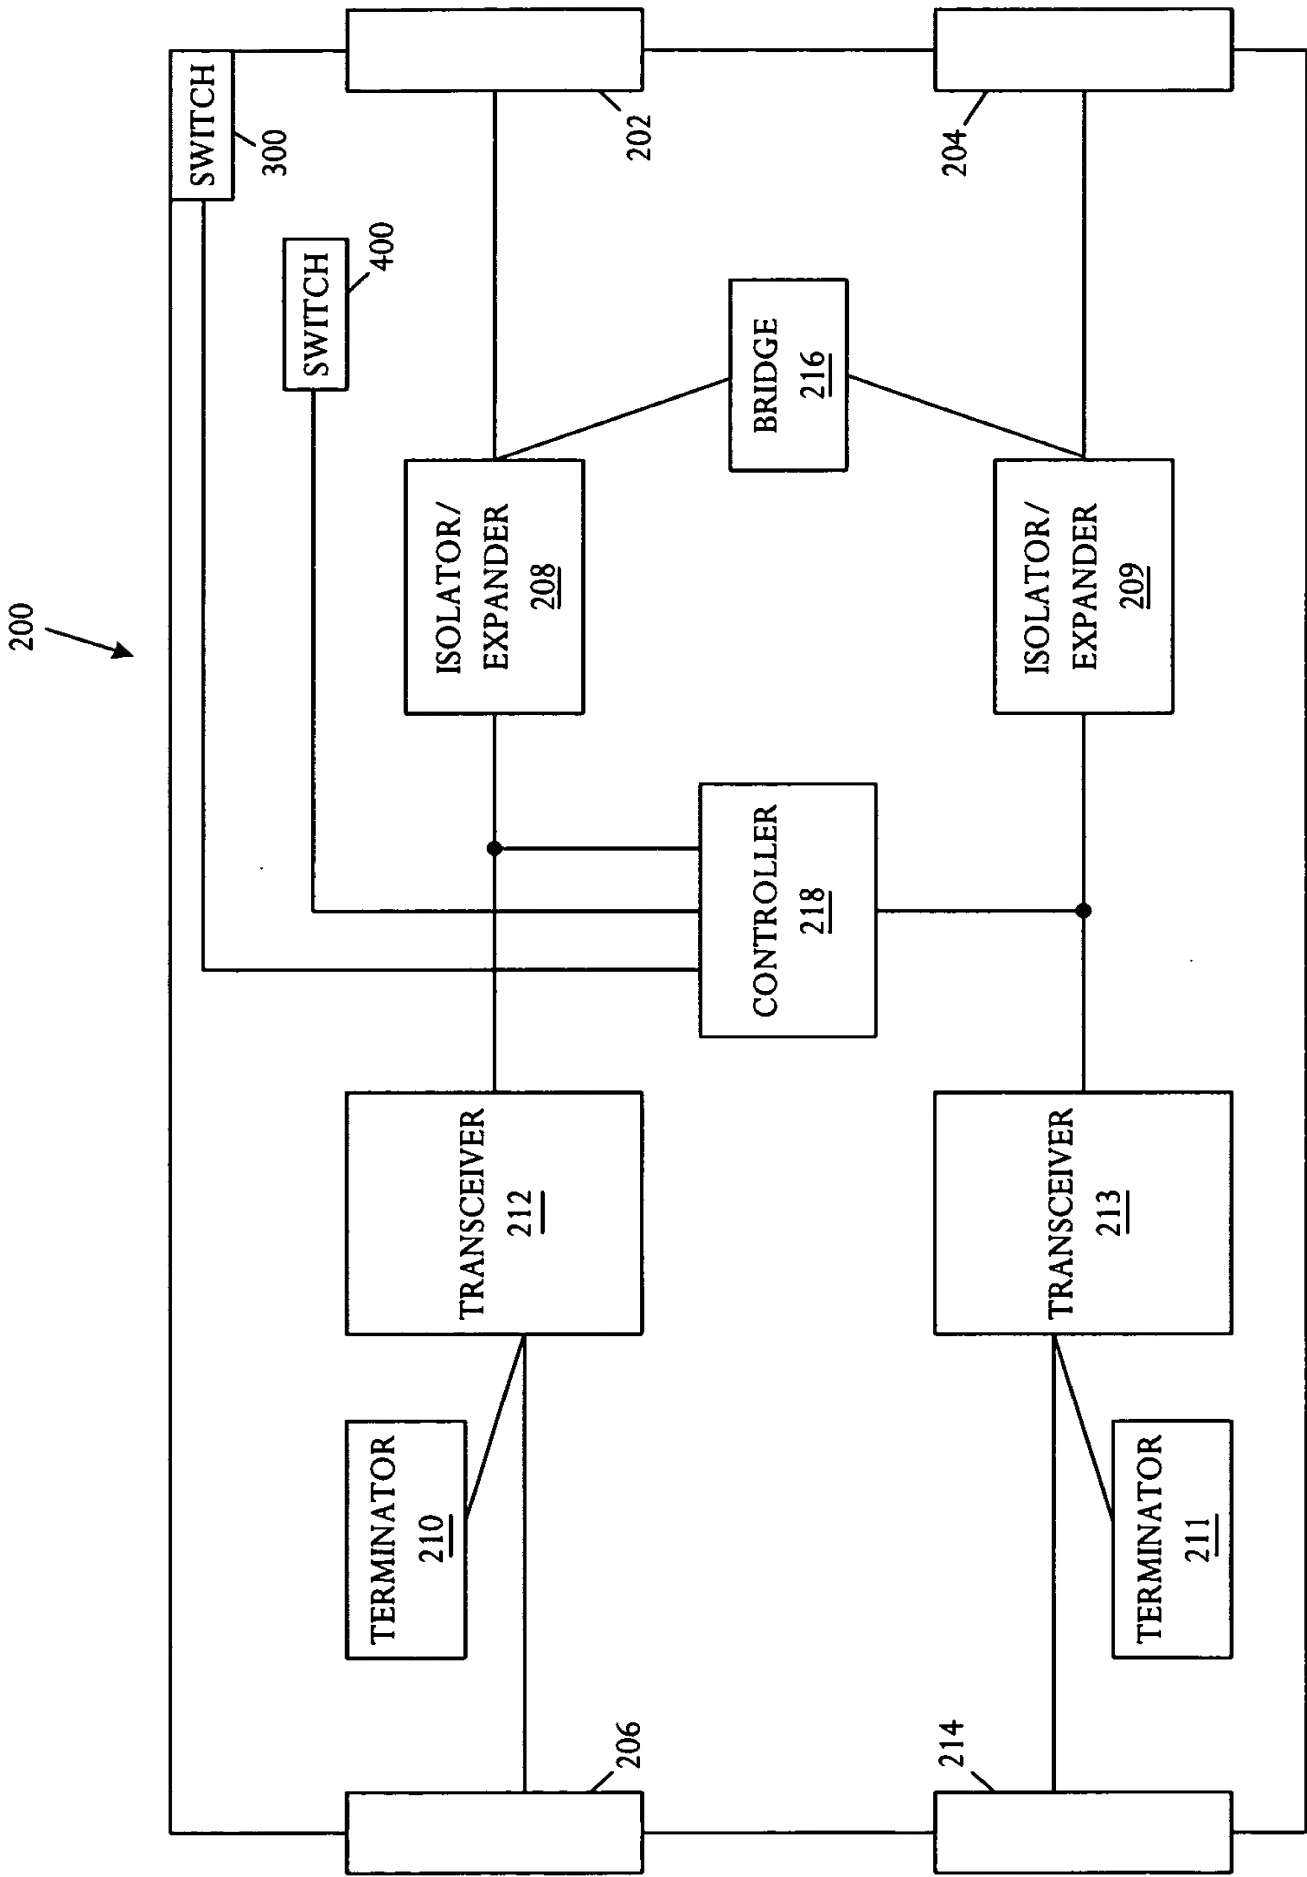 200
SWITCH
300
SWITCH
400
202
204
ISOLATOR/
EXPANDER
208
BRIDGE
216
ISOLATOR/
EXPANDER
209
CONTROLLER
218
TRANSCEIVER
212
TRANSCEIVER
213
TERMINATOR
210
TERMINATOR
211
206
214